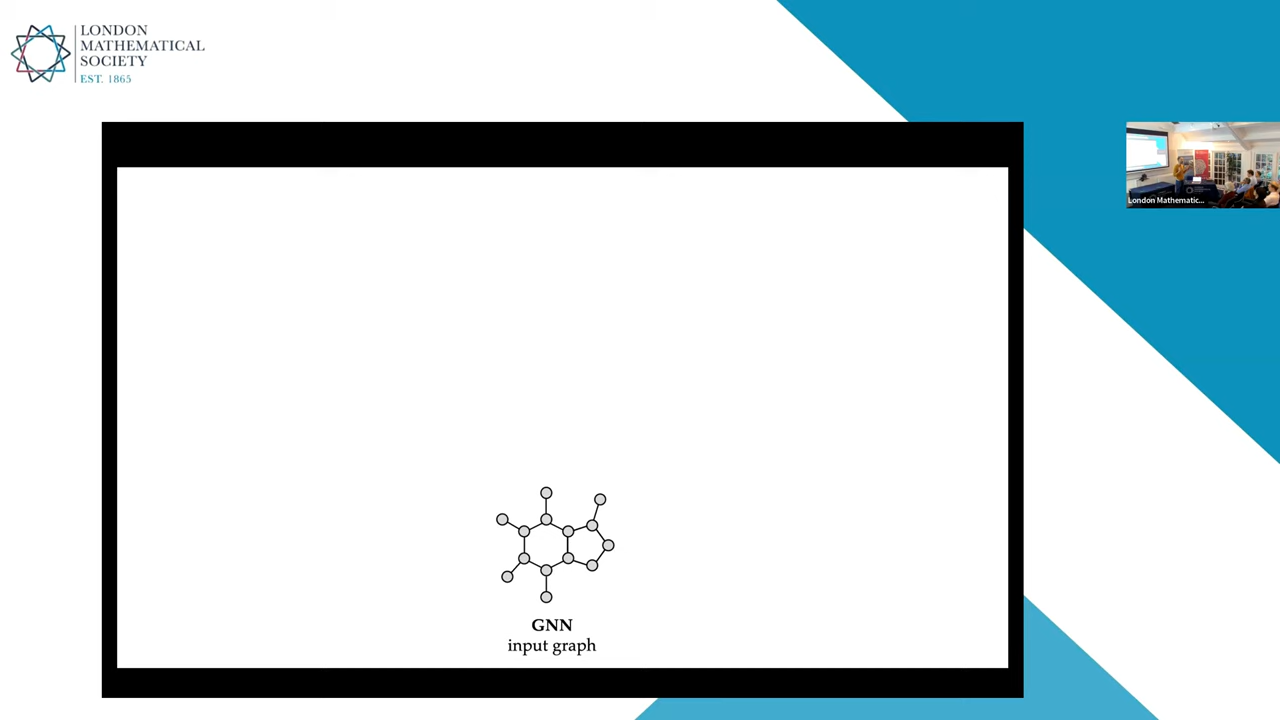 LONDON
MATHEMATICAL
SOCIETY
EST. 1865
London Mathematic...
GNN
input graph